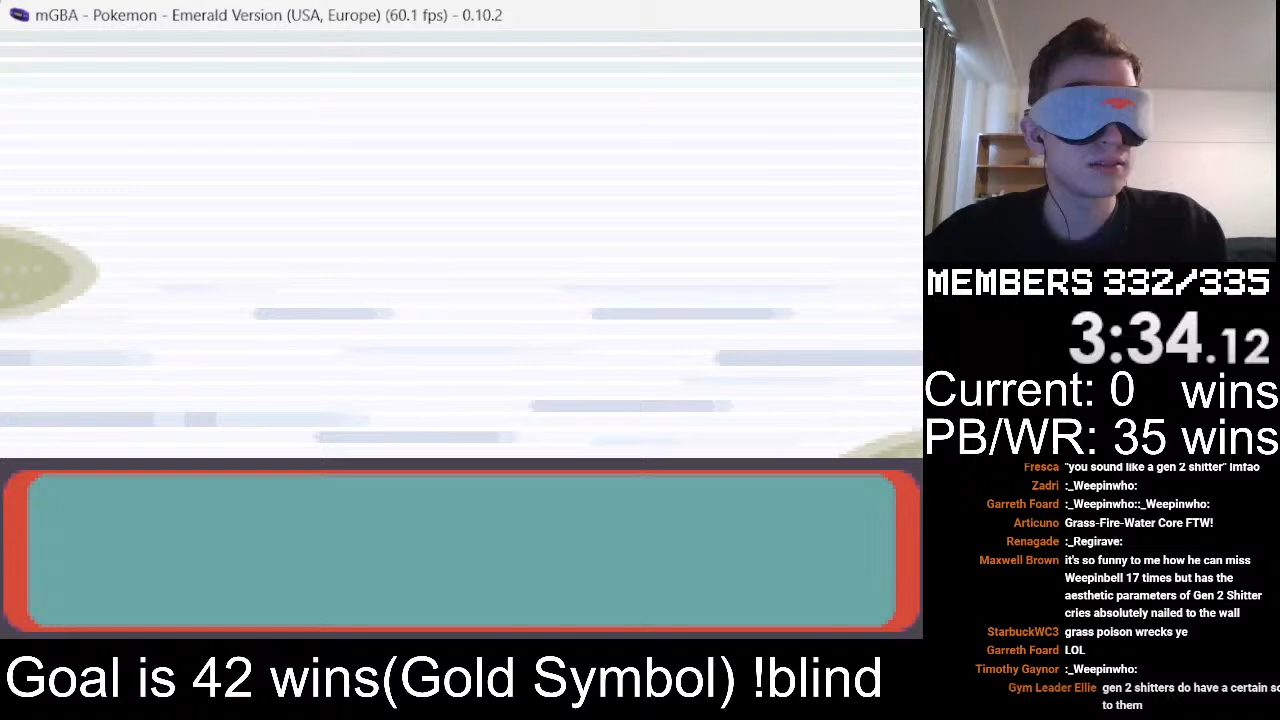 mGBA - Pokemon - Emerald Version (USA, Europe) (60.1 fps) - 0.10.2
MEMBERS 332/335
3:34.12
Current: 0 wins
PB/WR: 35 wins
Fresca "you sound like a gen 2 shitter" lmfao
Zadri :_Weepinwho:
Garreth Foard :_Weepinwho::_Weepinwho:
Articuno Grass-Fire-Water Core FTW!
Renagade :_Regirave:
Maxwell Brown it's so funny to me how he can miss
Weepinbell 17 times but has the
aesthetic parameters of Gen 2 Shitter
cries absolutely nailed to the wall
StarbuckWC3 grass poison wrecks ye
Garreth Foard LOL
Timothy Gaynor :_Weepinwho:
Gym Leader Ellie gen 2 shitters do have a certain
to them
Goal is 42 wins(Gold Symbol) !blind